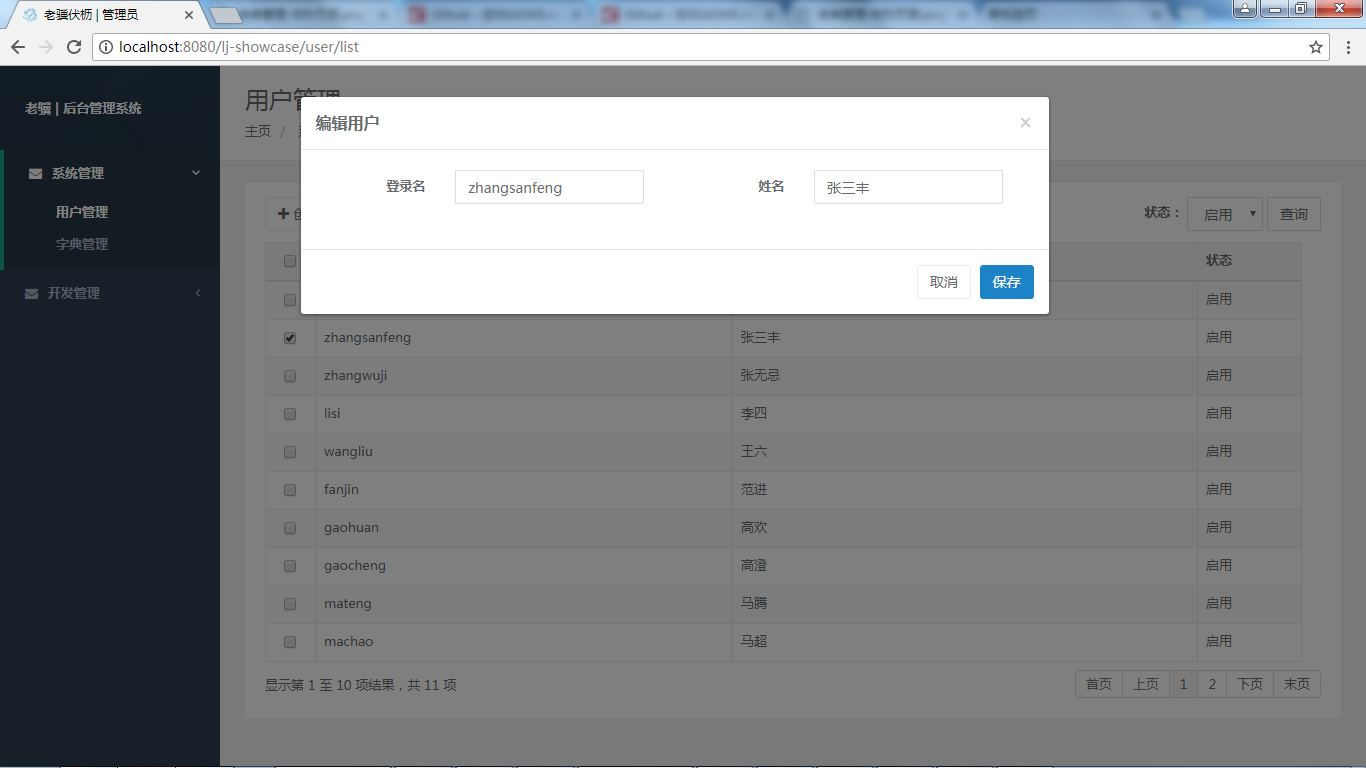 老骥伏枥 | 管理员
localhost:8080/lj-showcase/user/list
老骥 | 后台管理系统
系统管理
用户管理
字典管理
开发管理
用户管理
主页 /
编辑用户 ×
登录名 zhangsanfeng 姓名 张三丰
取消 保存
状态： 启用 查询
状态
启用
zhangsanfeng 张三丰 启用
zhangwuji 张无忌 启用
lisi 李四 启用
wangliu 王六 启用
fanjin 范进 启用
gaohuan 高欢 启用
gaocheng 高澄 启用
mateng 马腾 启用
machao 马超 启用
显示第 1 至 10 项结果，共 11 项
首页 上页 1 2 下页 末页